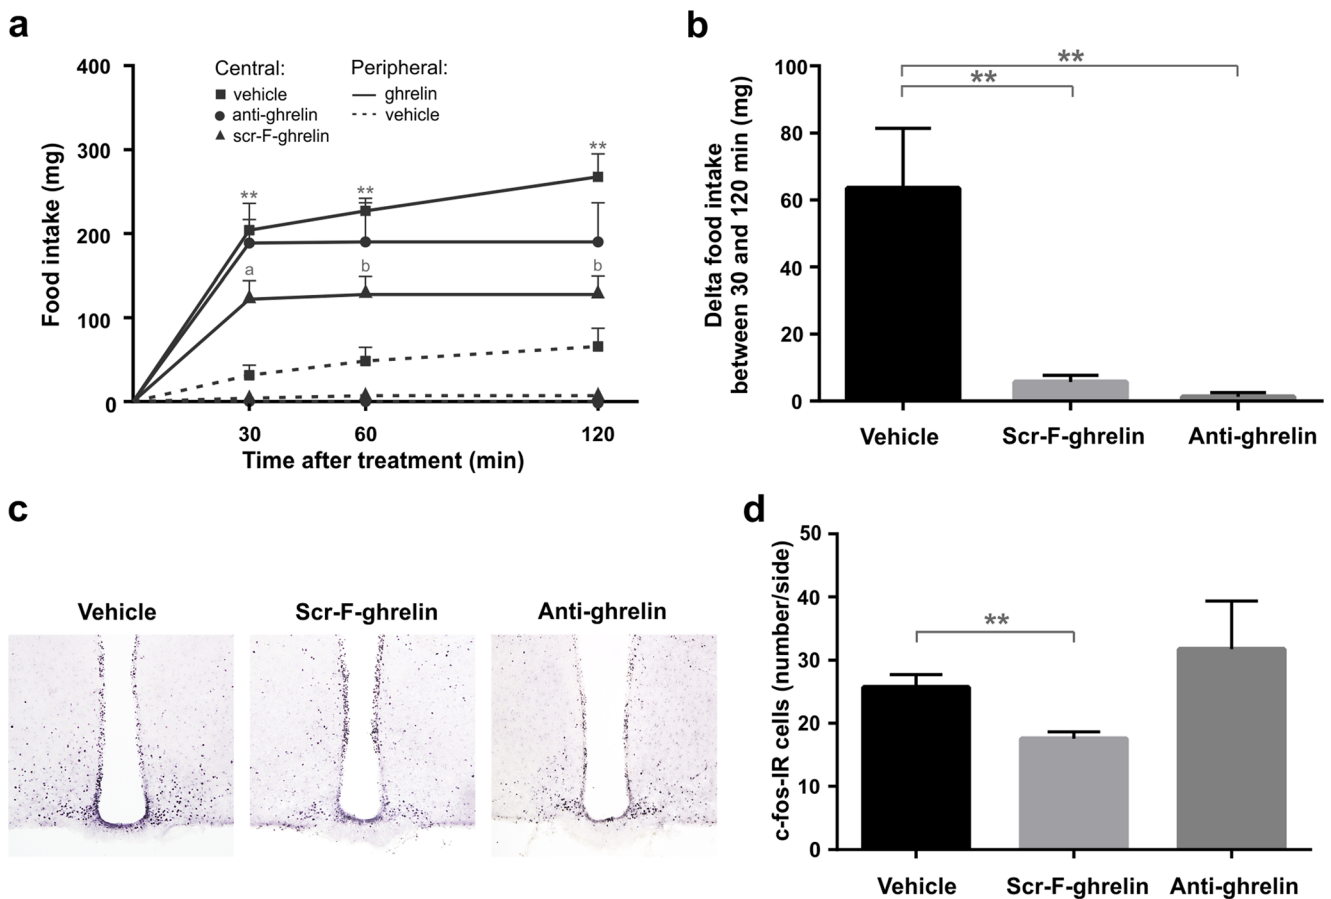 a
Central: Peripheral:
vehicle ghrelin
anti-ghrelin vehicle
scr-F-ghrelin
Food intake (mg)
400
300
200
100
0
** ** **
a b b
30 60 120
Time after treatment (min)
b
Delta food intake
between 30 and 120 min (mg)
100
80
60
40
20
0
**
**
Vehicle Scr-F-ghrelin Anti-ghrelin
c
Vehicle Scr-F-ghrelin Anti-ghrelin
d
c-fos-IR cells (number/side)
50
40
30
20
10
0
**
Vehicle Scr-F-ghrelin Anti-ghrelin